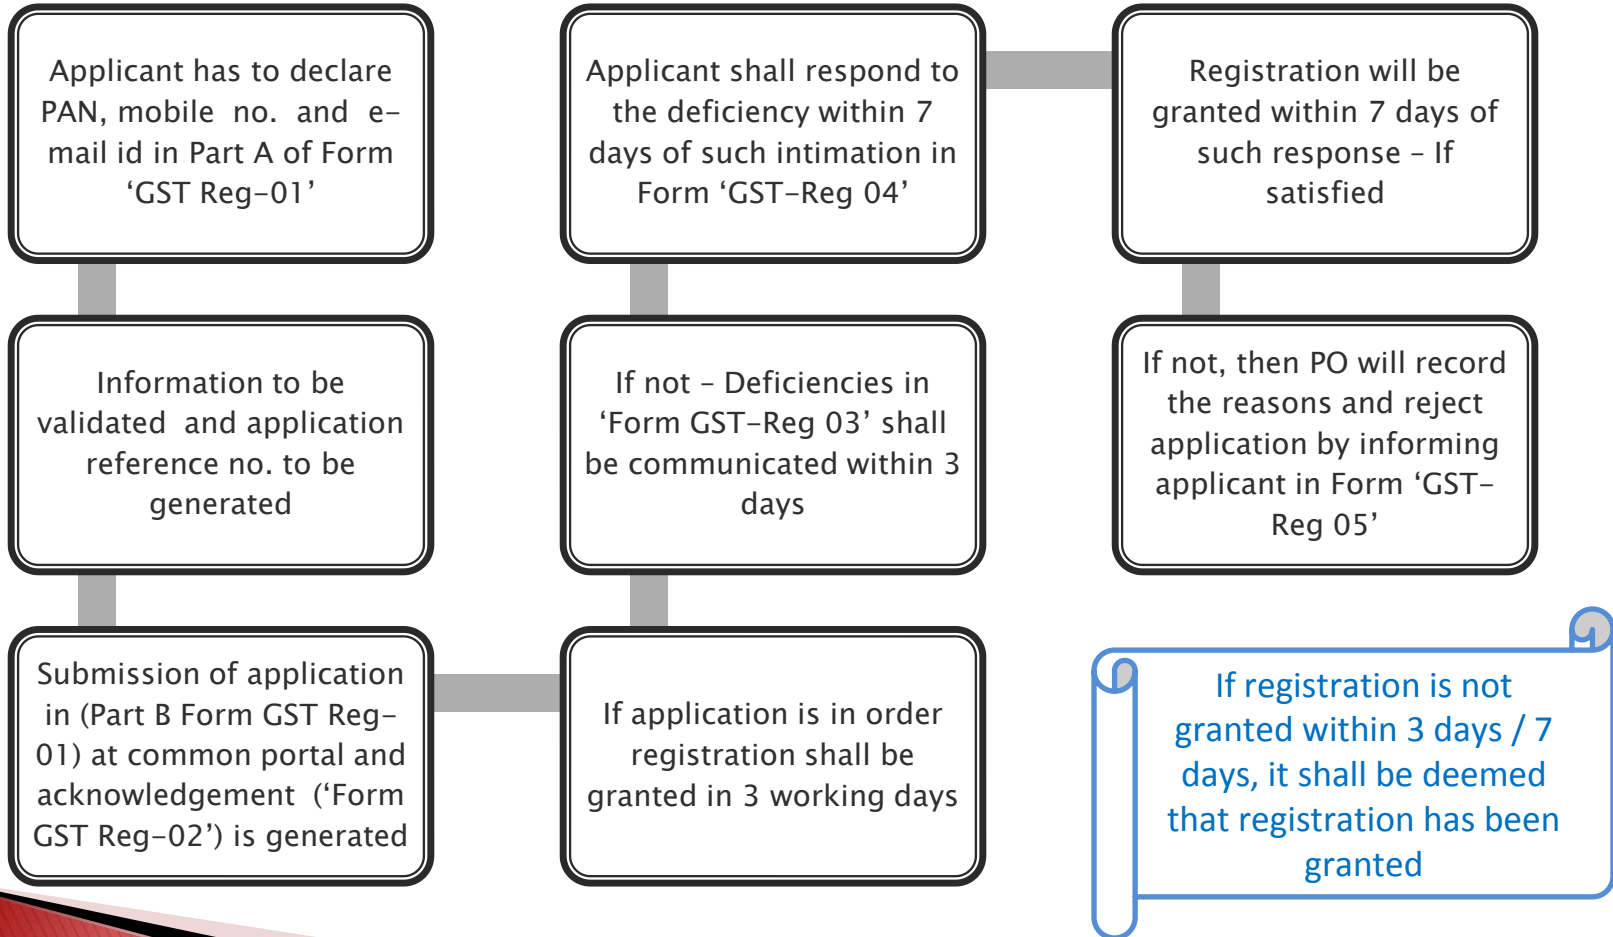 Applicant has to declare
PAN, mobile no. and e-
mail id in Part A of Form
‘GST Reg-01’
Information to be
validated and application
reference no. to be
generated
Submission of application
in (Part B Form GST Reg-
01) at common portal and
acknowledgement (‘Form
GST Reg-02’) is generated
If application is in order
registration shall be
granted in 3 working days
If not – Deficiencies in
‘Form GST-Reg 03’ shall
be communicated within 3
days
Applicant shall respond to
the deficiency within 7
days of such intimation in
Form ‘GST-Reg 04’
Registration will be
granted within 7 days of
such response – If
satisfied
If not, then PO will record
the reasons and reject
application by informing
applicant in Form ‘GST-
Reg 05’
If registration is not
granted within 3 days / 7
days, it shall be deemed
that registration has been
granted